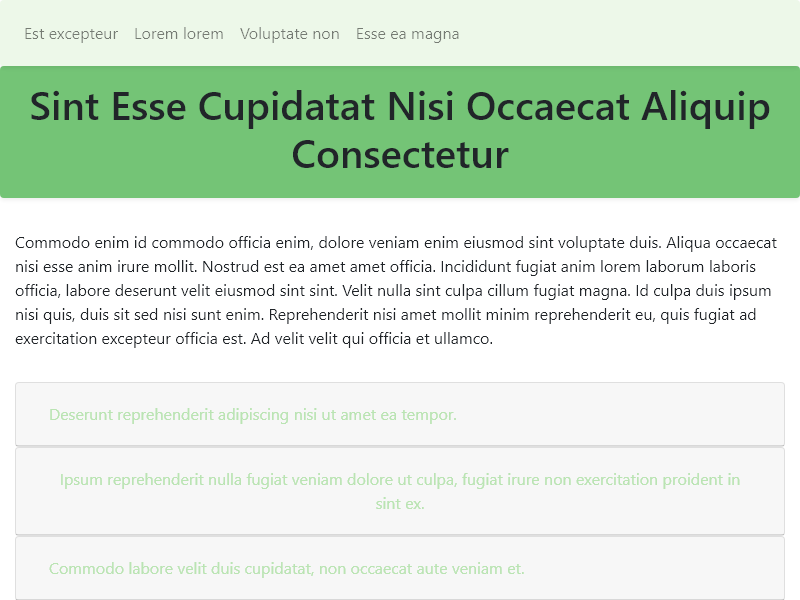 Est excepteur Lorem lorem Voluptate non Esse ea magna
Sint Esse Cupidatat Nisi Occaecat Aliquip
Consectetur
Commodo enim id commodo officia enim, dolore veniam enim eiusmod sint voluptate duis. Aliqua occaecat
nisi esse anim irure mollit. Nostrud est ea amet amet officia. Incididunt fugiat anim lorem laborum laboris
officia, labore deserunt velit eiusmod sint sint. Velit nulla sint culpa cillum fugiat magna. Id culpa duis ipsum
nisi quis, duis sit sed nisi sunt enim. Reprehenderit nisi amet mollit minim reprehenderit eu, quis fugiat ad
exercitation excepteur officia est. Ad velit velit qui officia et ullamco.
Deserunt reprehenderit adipiscing nisi ut amet ea tempor.
Ipsum reprehenderit nulla fugiat veniam dolore ut culpa, fugiat irure non exercitation proident in
sint ex.
Commodo labore velit duis cupidatat, non occaecat aute veniam et.